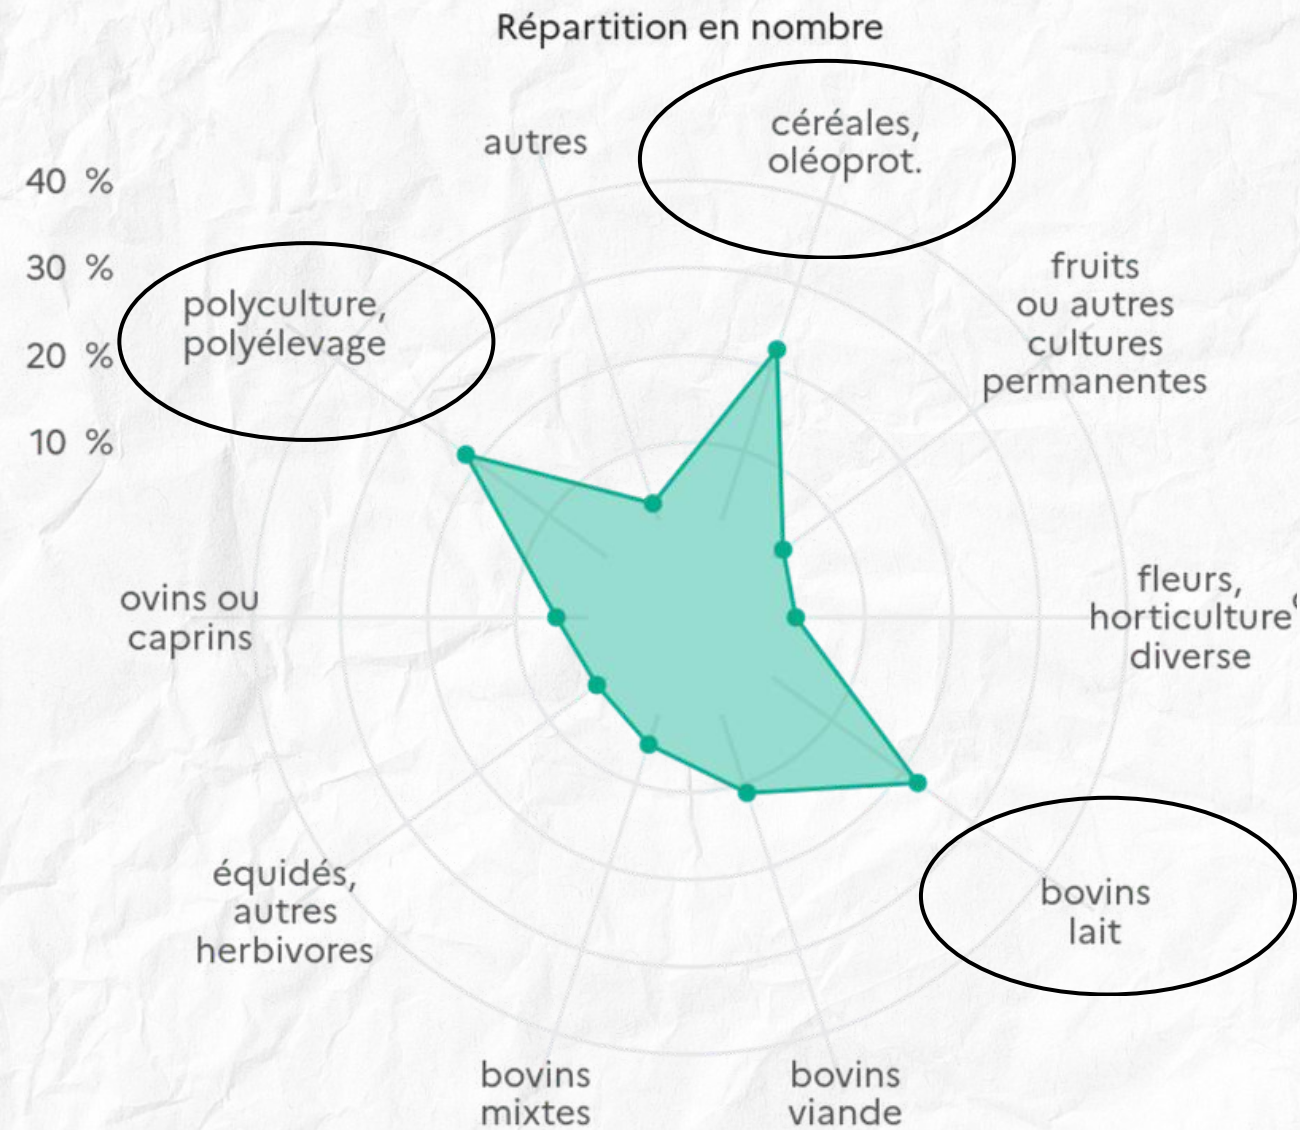 Répartition en nombre
autres
céréales,
oléoprot.
40 %
30 %
20 %
10 %
polyculture,
polyélevage
fruits
ou autres
cultures
permanentes
ovins ou
caprins
fleurs,
horticulture
diverse
équidés,
autres
herbivores
bovins
lait
bovins
mixtes
bovins
viande